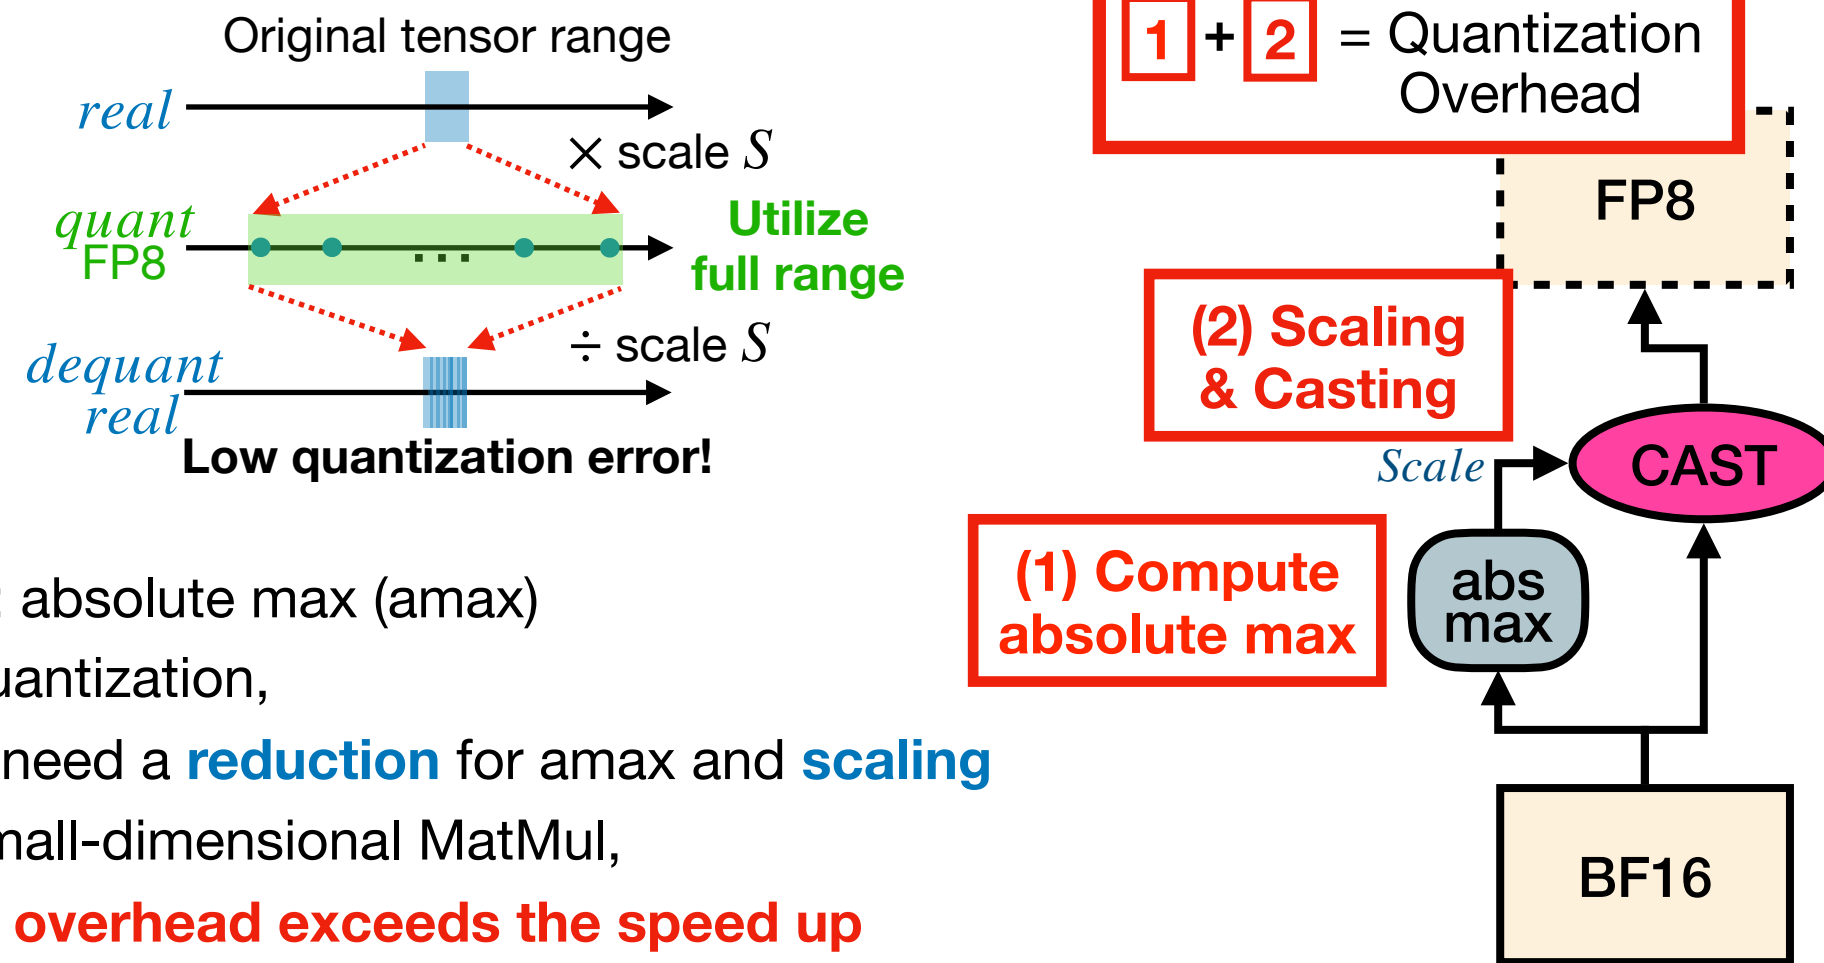 Original tensor range
real
× scale S
quant
FP8
...
Utilize
full range
÷ scale S
dequant
real
Low quantization error!
: absolute max (amax)
uantization,
need a reduction for amax and scaling
mall-dimensional MatMul,
overhead exceeds the speed up
1 + 2 = Quantization
Overhead
FP8
(2) Scaling
& Casting
Scale
CAST
(1) Compute
absolute max
abs
max
BF16